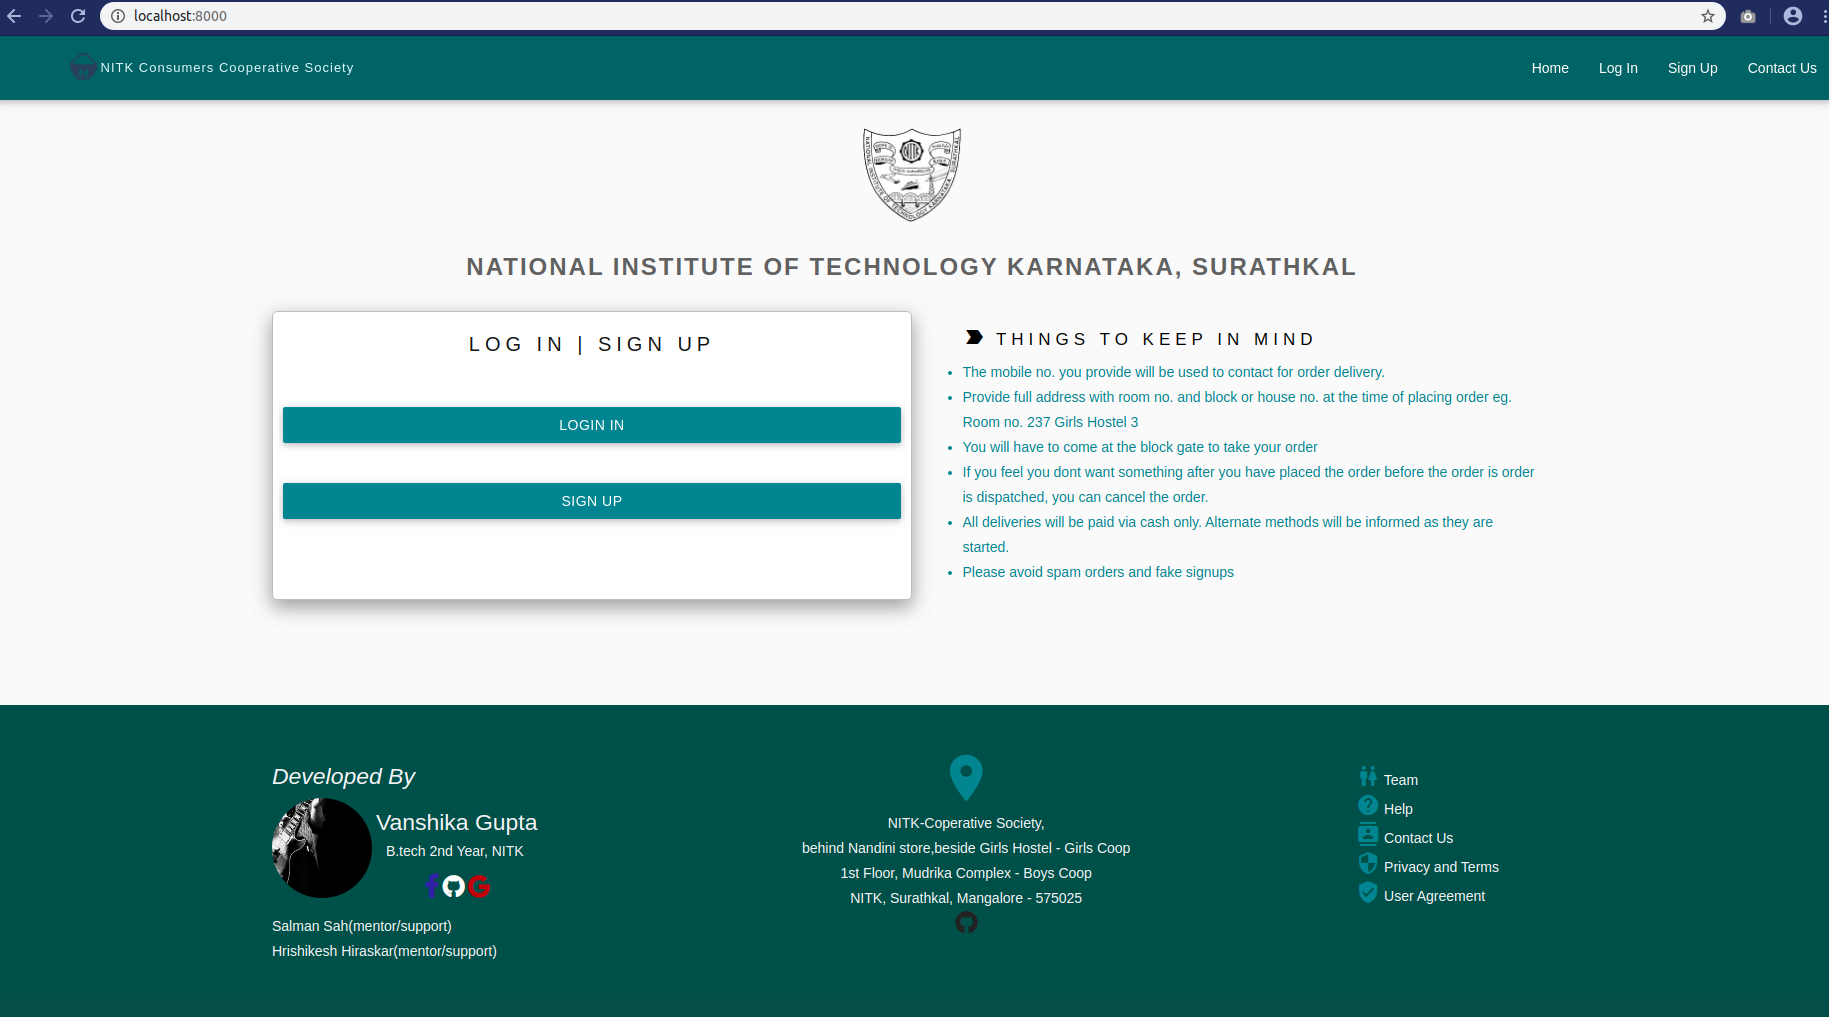 localhost:8000
NITK Consumers Cooperative Society
Home
Log In
Sign Up
Contact Us
NITK
NATIONAL INSTITUTE OF TECHNOLOGY KARNATAKA, SURATHKAL
NATIONAL INSTITUTE OF TECHNOLOGY KARNATAKA, SURATHKAL
LOG IN | SIGN UP
LOGIN IN
SIGN UP
THINGS TO KEEP IN MIND
The mobile no. you provide will be used to contact for order delivery.
Provide full address with room no. and block or house no. at the time of placing order eg.
Room no. 237 Girls Hostel 3
You will have to come at the block gate to take your order
If you feel you dont want something after you have placed the order before the order is order
is dispatched, you can cancel the order.
All deliveries will be paid via cash only. Alternate methods will be informed as they are
started.
Please avoid spam orders and fake signups
Developed By
Vanshika Gupta
B.tech 2nd Year, NITK
Salman Sah(mentor/support)
Hrishikesh Hiraskar(mentor/support)
NITK-Coperative Society,
behind Nandini store,beside Girls Hostel - Girls Coop
1st Floor, Mudrika Complex - Boys Coop
NITK, Surathkal, Mangalore - 575025
Team
Help
Contact Us
Privacy and Terms
User Agreement